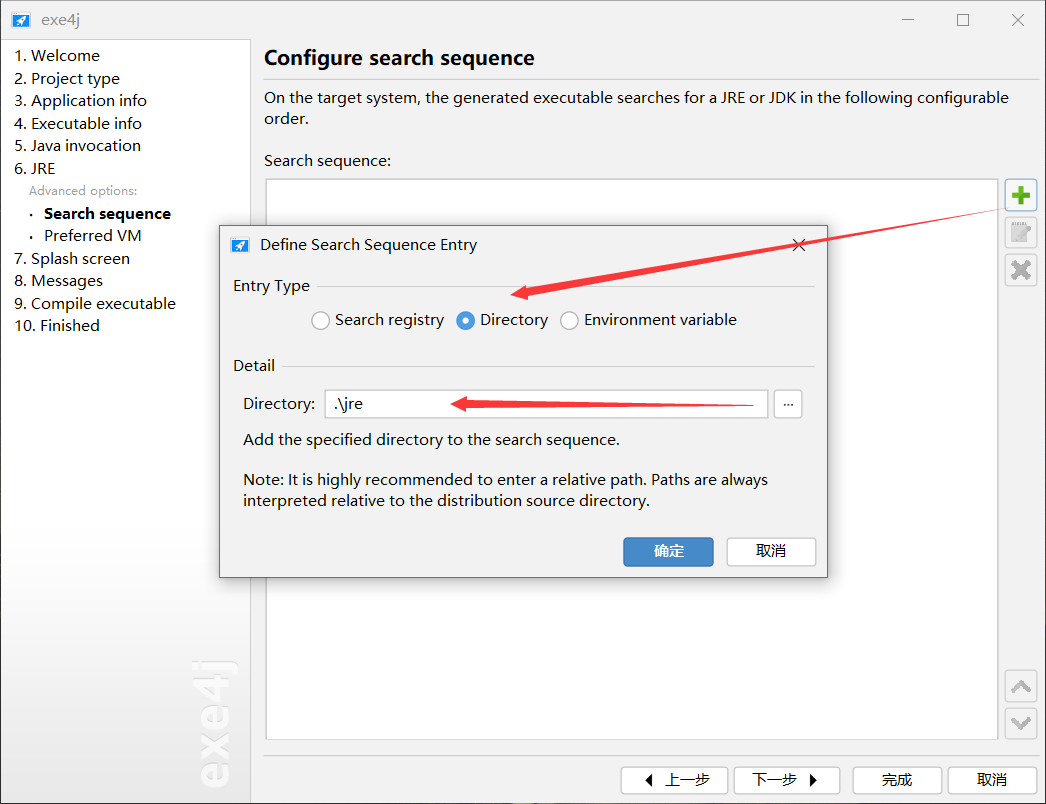 exe4j
1. Welcome
2. Project type
3. Application info
4. Executable info
5. Java invocation
6. JRE
Advanced options:
· Search sequence
· Preferred VM
7. Splash screen
8. Messages
9. Compile executable
10. Finished
exe4j
Configure search sequence
On the target system, the generated executable searches for a JRE or JDK in the following configurable
order.
Search sequence:
Define Search Sequence Entry
Entry Type
Search registry Directory Environment variable
Detail
Directory: .\jre ...
Add the specified directory to the search sequence.
Note: It is highly recommended to enter a relative path. Paths are always
interpreted relative to the distribution source directory.
确定 取消
上一步 下一步 完成 取消